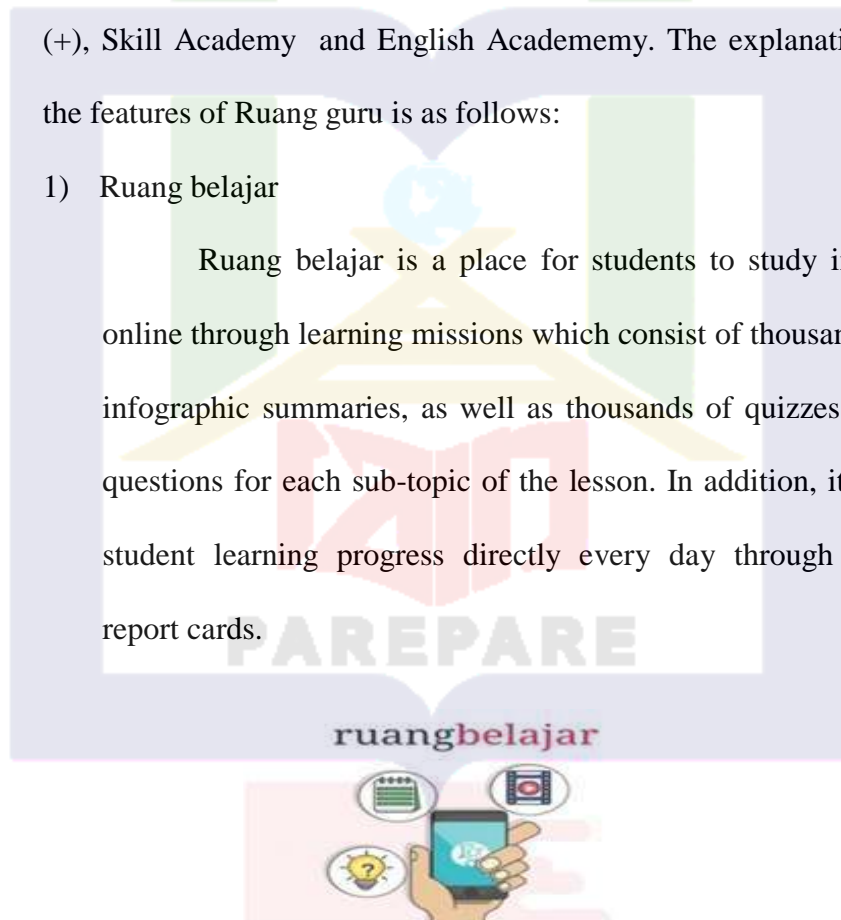 (+), Skill Academy and English Academemy. The explanati
the features of Ruang guru is as follows:
1) Ruang belajar
Ruang belajar is a place for students to study i
online through learning missions which consist of thousan
infographic summaries, as well as thousands of quizzes
questions for each sub-topic of the lesson. In addition, it
student learning progress directly every day through
report cards.
PAREPARE
ruangbelajar
?